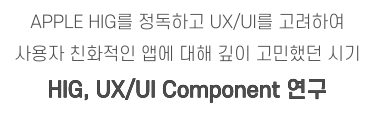 APPLE HIG를 정독하고 UX/UI를 고려하여
사용자 친화적인 앱에 대해 깊이 고민했던 시기
HIG, UX/UI Component 연구